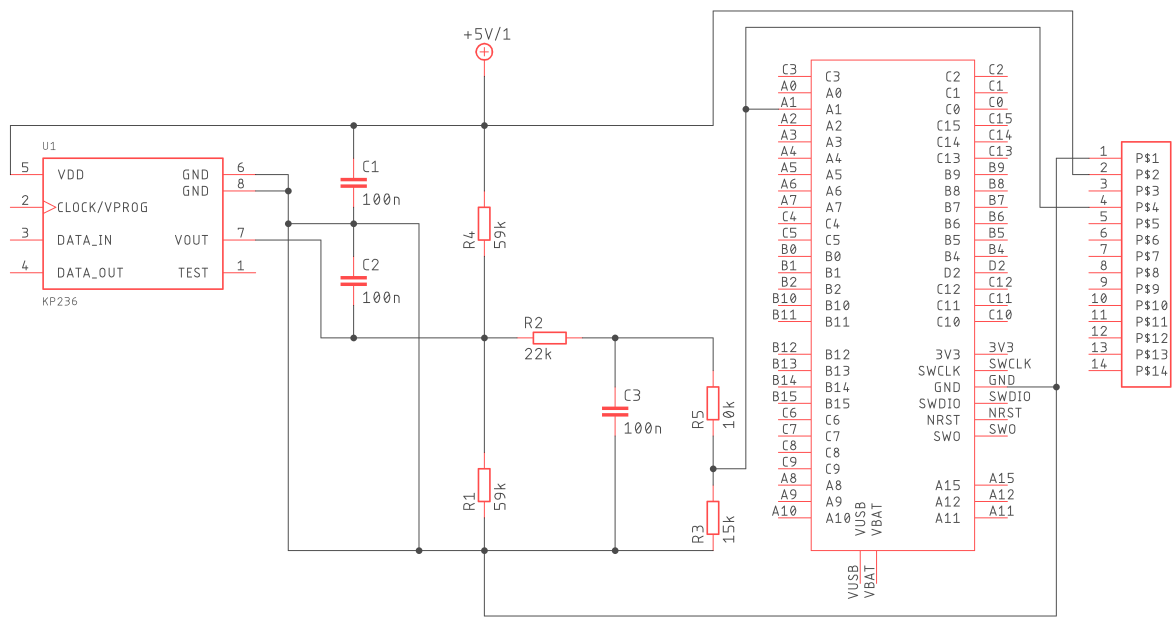 +5V/1
U1
5 VDD GND 6
GND 8
2 CLOCK/VPROG
3 DATA_IN VOUT 7
4 DATA_OUT TEST 1
KP236
C1
100n
C2
100n
R4
59k
R2
22k
C3
100n
R5
10k
R1
59k
R3
15k
C3 C3 C2 C2
A0 A0 C1 C1
A1 A1 C0 C0
A2 A2 C15 C15
A3 A3 C14 C14
A4 A4 C13 C13
A5 A5 B9 B9
A6 A6 B8 B8
A7 A7 B7 B7
C4 C4 B6 B6
C5 C5 B5 B5
B0 B0 B4 B4
B1 B1 D2 D2
B2 B2 C12 C12
B10 B10 C11 C11
B11 B11 C10 C10
B12 B12 3V3 3V3
B13 B13 SWCLK SWCLK
B14 B14 GND GND
B15 B15 SWDIO SWDIO
C6 C6 NRST NRST
C7 C7 SWO SWO
C8 C8
C9 C9
A8 A8 A15 A15
A9 A9 A12 A12
A10 A10 A11 A11
VUSB VBAT
VUSB VBAT
1 P$1
2 P$2
3 P$3
4 P$4
5 P$5
6 P$6
7 P$7
8 P$8
9 P$9
10 P$10
11 P$11
12 P$12
13 P$13
14 P$14